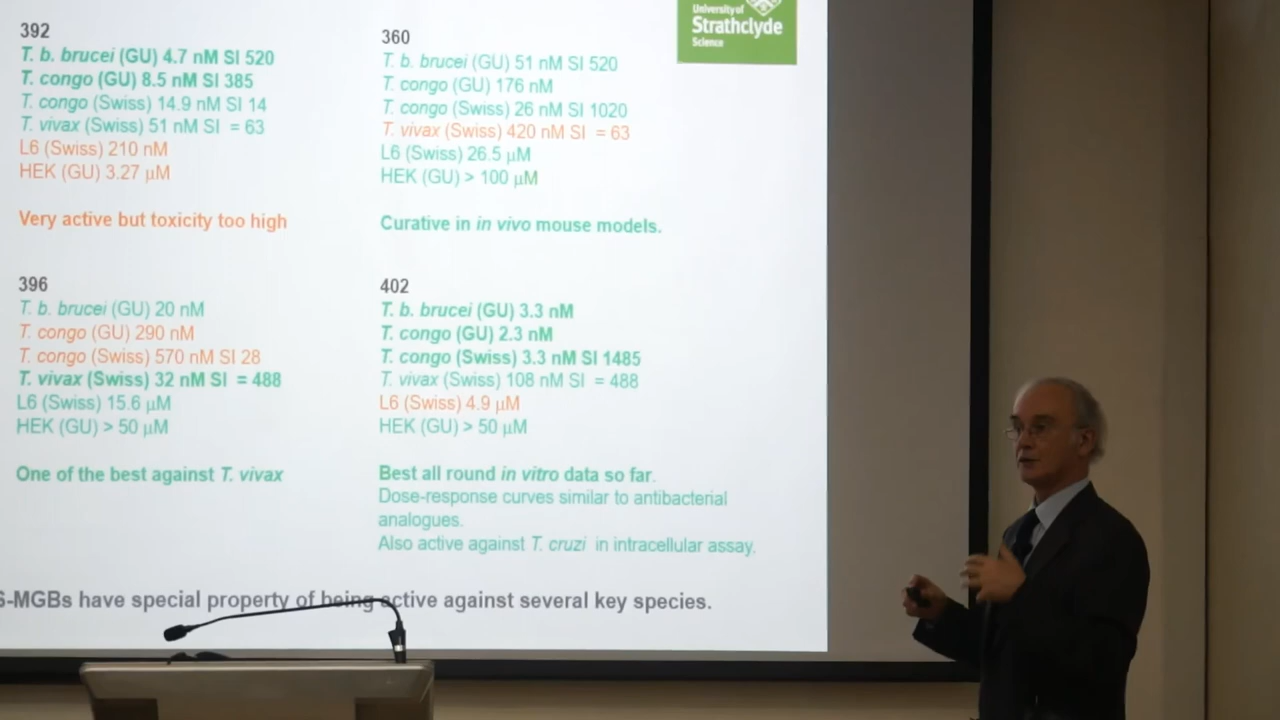 University of
Strathclyde
Science
392
T. b. brucei (GU) 4.7 nM SI 520
T. congo (GU) 8.5 nM SI 385
T. congo (Swiss) 14.9 nM SI 14
T. vivax (Swiss) 51 nM SI = 63
L6 (Swiss) 210 nM
HEK (GU) 3.27 μM
Very active but toxicity too high
360
T. b. brucei (GU) 51 nM SI 520
T. congo (GU) 176 nM
T. congo (Swiss) 26 nM SI 1020
T. vivax (Swiss) 420 nM SI = 63
L6 (Swiss) 26.5 μM
HEK (GU) > 100 μM
Curative in in vivo mouse models.
396
T. b. brucei (GU) 20 nM
T. congo (GU) 290 nM
T. congo (Swiss) 570 nM SI 28
T. vivax (Swiss) 32 nM SI = 488
L6 (Swiss) 15.6 μM
HEK (GU) > 50 μM
One of the best against T. vivax
402
T. b. brucei (GU) 3.3 nM
T. congo (GU) 2.3 nM
T. congo (Swiss) 3.3 nM SI 1485
T. vivax (Swiss) 108 nM SI = 488
L6 (Swiss) 4.9 μM
HEK (GU) > 50 μM
Best all round in vitro data so far.
Dose-response curves similar to antibacterial
analogues.
Also active against T. cruzi in intracellular assay.
S-MGBs have special property of being active against several key species.